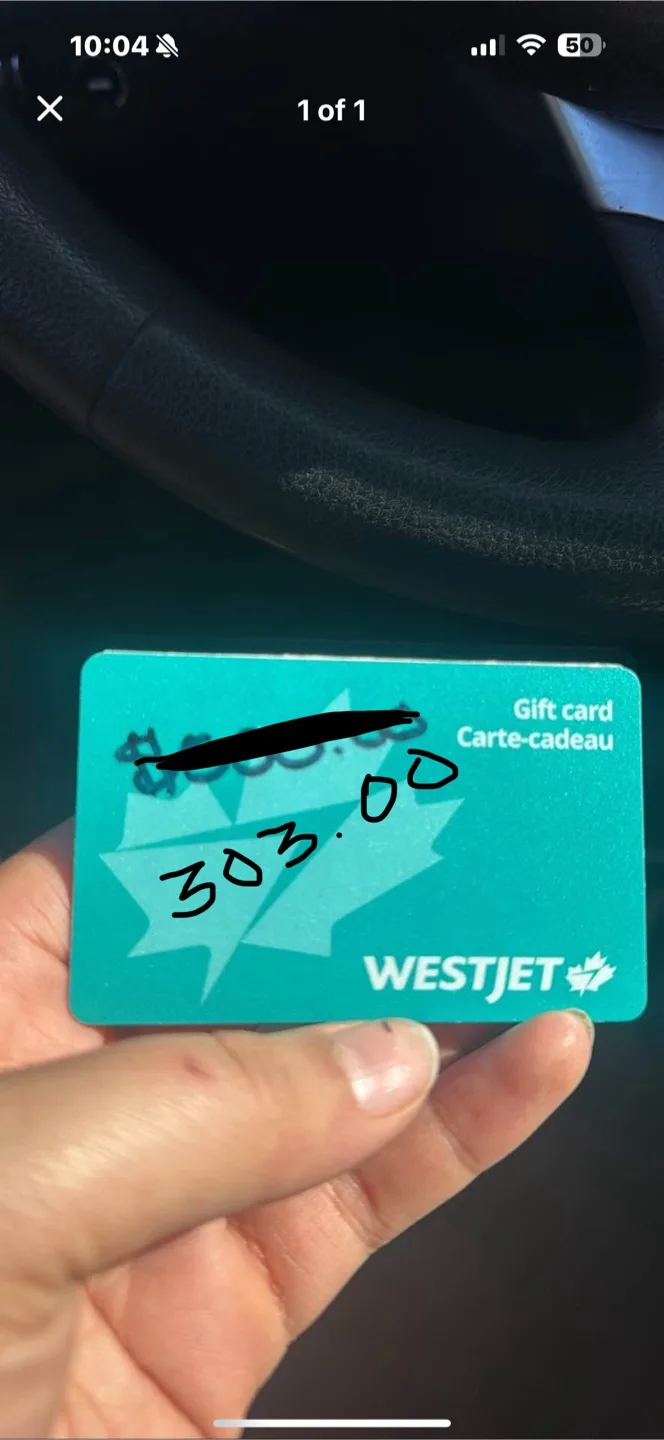 10:04
50
1 of 1
Gift card
Carte-cadeau
303.00
WESTJET